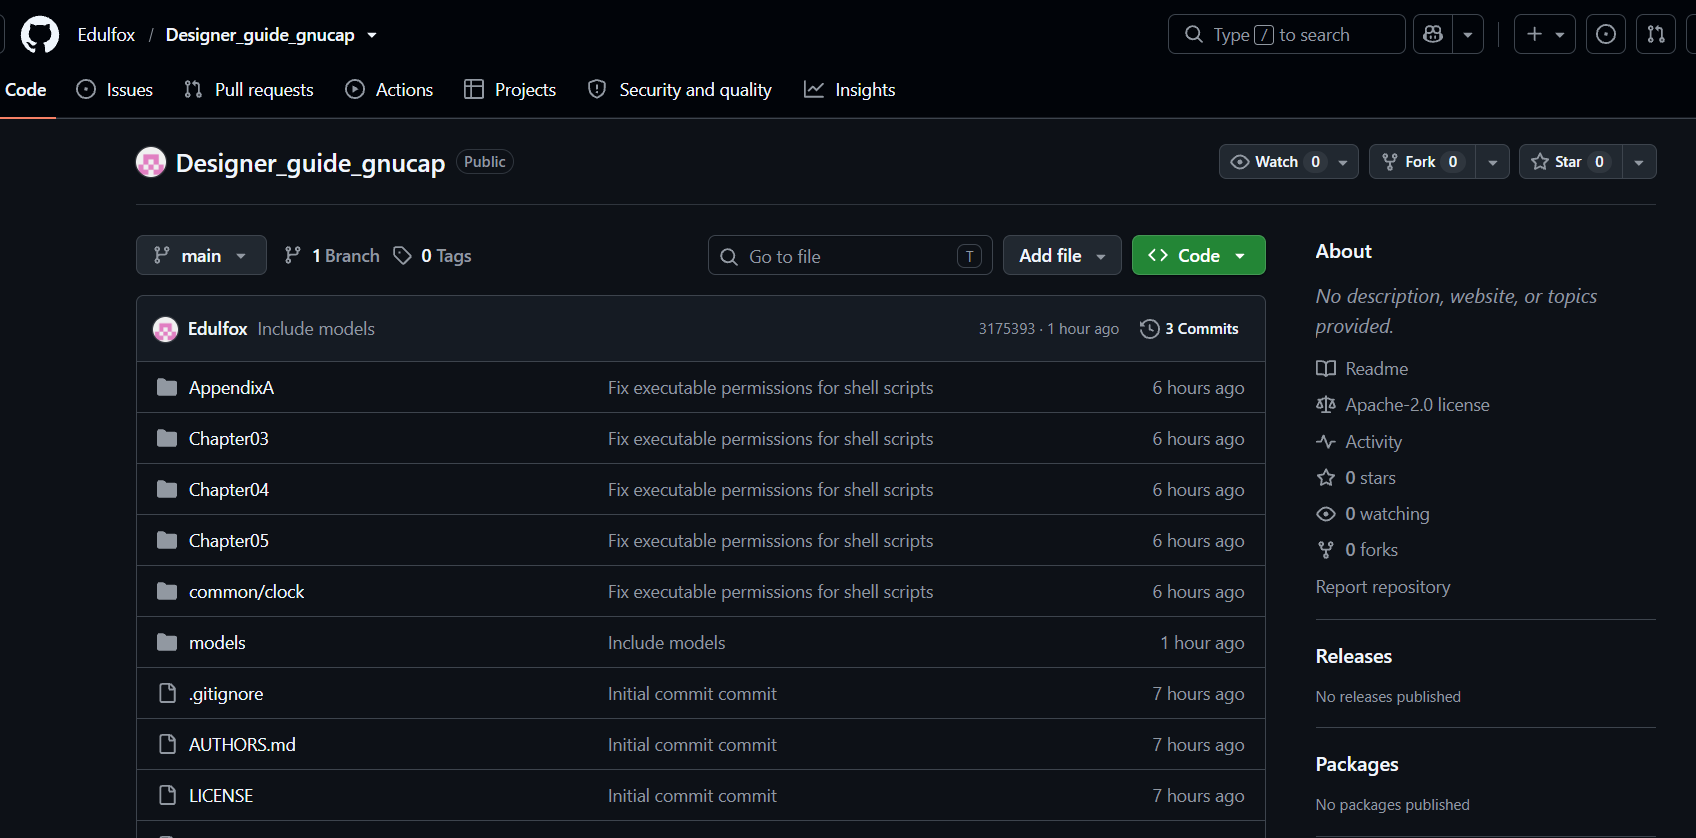 Edulfox / Designer_guide_gnucap
Type / to search
Code Issues Pull requests Actions Projects Security and quality Insights
Designer_guide_gnucap Public
Watch 0 Fork 0 Star 0
main 1 Branch 0 Tags
Go to file T Add file Code
Edulfox Include models 3175393 · 1 hour ago 3 Commits
AppendixA Fix executable permissions for shell scripts 6 hours ago
Chapter03 Fix executable permissions for shell scripts 6 hours ago
Chapter04 Fix executable permissions for shell scripts 6 hours ago
Chapter05 Fix executable permissions for shell scripts 6 hours ago
common/clock Fix executable permissions for shell scripts 6 hours ago
models Include models 1 hour ago
.gitignore Initial commit commit 7 hours ago
AUTHORS.md Initial commit commit 7 hours ago
LICENSE Initial commit commit 7 hours ago
About
No description, website, or topics
provided.
Readme
Apache-2.0 license
Activity
0 stars
0 watching
0 forks
Report repository
Releases
No releases published
Packages
No packages published